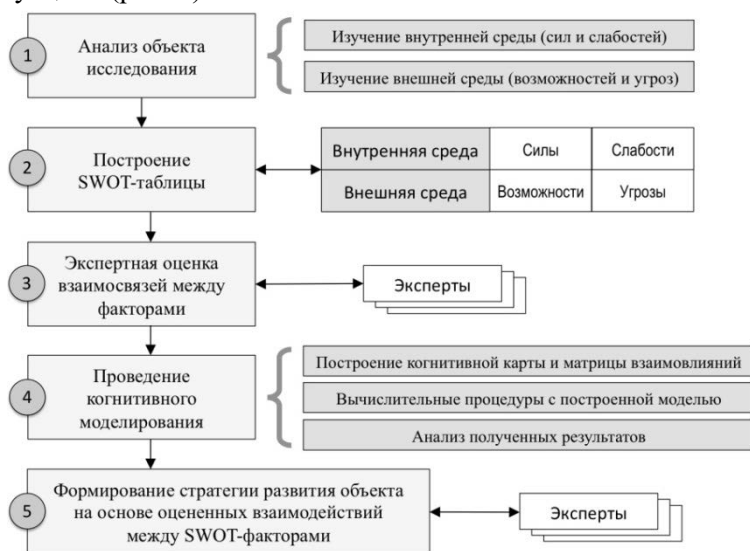 1
Анализ объекта
исследования
Изучение внутренней среды (сил и слабостей)
Изучение внешней среды (возможностей и угроз)
2
Построение
SWOT-таблицы
Внутренняя среда Силы Слабости
Внешняя среда Возможности Угрозы
3
Экспертная оценка
взаимосвязей между
факторами
Эксперты
4
Проведение
когнитивного
моделирования
Построение когнитивной карты и матрицы взаимовлияний
Вычислительные процедуры с построенной моделью
Анализ полученных результатов
5
Формирование стратегии развития объекта
на основе оцененных взаимодействий
между SWOT-факторами
Эксперты